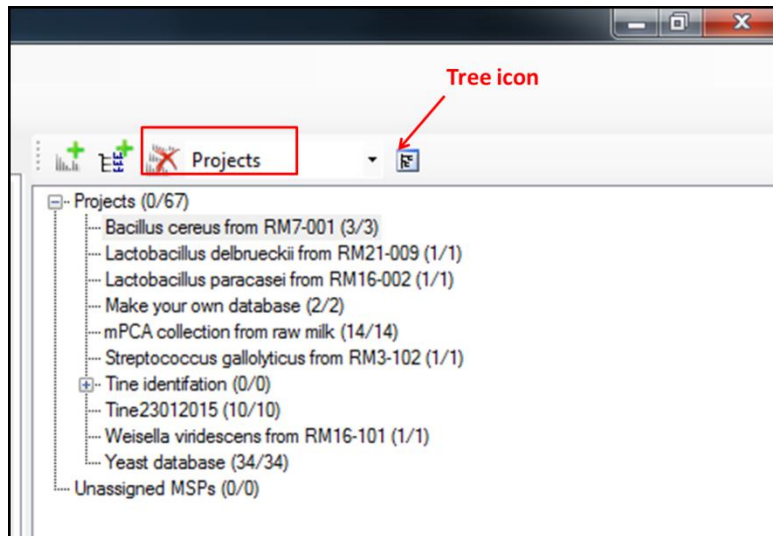 Tree icon
Projects
Projects (0/67)
Bacillus cereus from RM7-001 (3/3)
Lactobacillus delbrueckii from RM21-009 (1/1)
Lactobacillus paracasei from RM16-002 (1/1)
Make your own database (2/2)
mPCA collection from raw milk (14/14)
Streptococcus gallolyticus from RM3-102 (1/1)
Tine identifation (0/0)
Tine23012015 (10/10)
Weisella viridescens from RM16-101 (1/1)
Yeast database (34/34)
Unassigned MSPs (0/0)